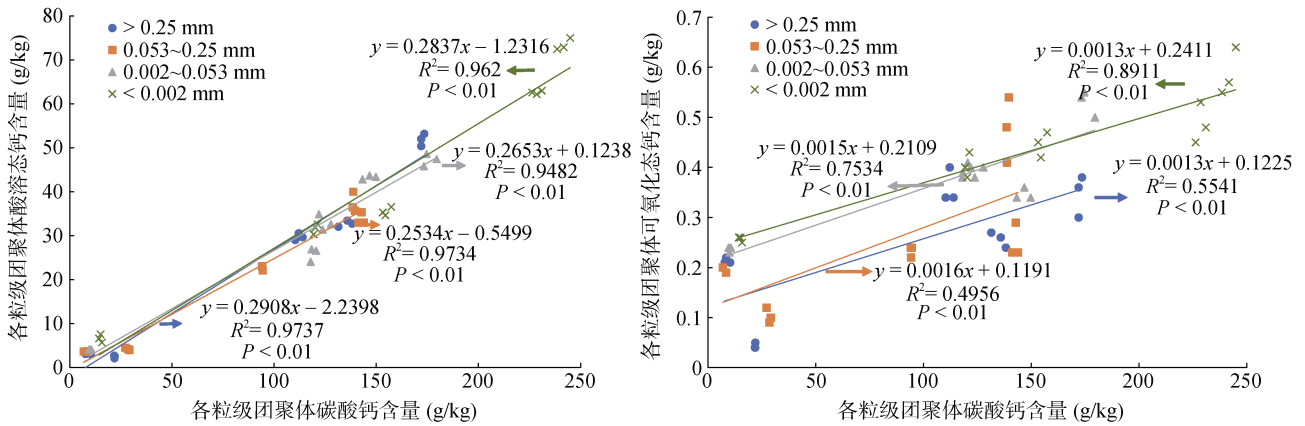 各粒级团聚体酸溶态钙含量 (g/kg)
80
70
60
50
40
30
20
10
0
> 0.25 mm
0.053~0.25 mm
0.002~0.053 mm
< 0.002 mm
y = 0.2837x − 1.2316
R² = 0.962
P < 0.01
y = 0.2653x + 0.1238
R² = 0.9482
P < 0.01
y = 0.2534x − 0.5499
R² = 0.9734
P < 0.01
y = 0.2908x − 2.2398
R² = 0.9737
P < 0.01
0 50 100 150 200 250
各粒级团聚体碳酸钙含量 (g/kg)
各粒级团聚体可氧化态钙含量 (g/kg)
0.7
0.6
0.5
0.4
0.3
0.2
0.1
0
> 0.25 mm
0.053~0.25 mm
0.002~0.053 mm
< 0.002 mm
y = 0.0013x + 0.2411
R² = 0.8911
P < 0.01
y = 0.0015x + 0.2109
R² = 0.7534
P < 0.01
y = 0.0013x + 0.1225
R² = 0.5541
P < 0.01
y = 0.0016x + 0.1191
R² = 0.4956
P < 0.01
0 50 100 150 200 250
各粒级团聚体碳酸钙含量 (g/kg)